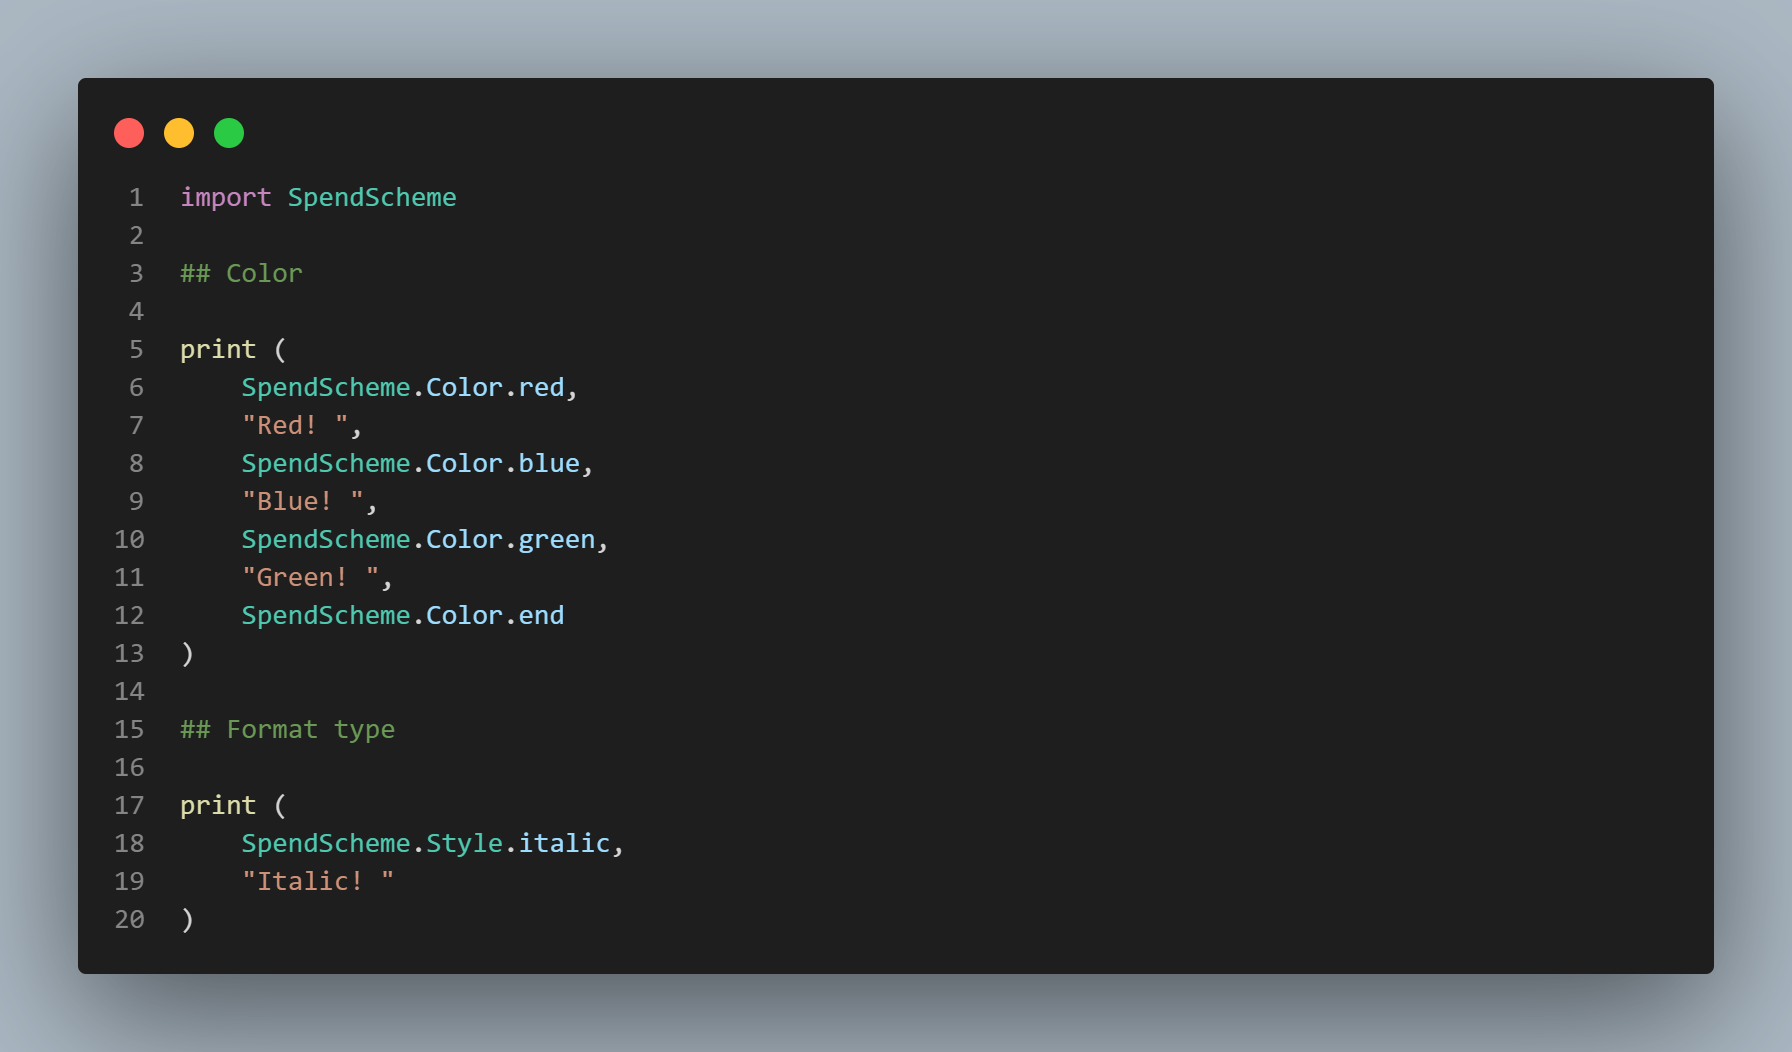 1 import SpendScheme
2
3 ## Color
4
5 print (
6     SpendScheme.Color.red,
7     "Red! ",
8     SpendScheme.Color.blue,
9     "Blue! ",
10     SpendScheme.Color.green,
11     "Green! ",
12     SpendScheme.Color.end
13 )
14
15 ## Format type
16
17 print (
18     SpendScheme.Style.italic,
19     "Italic! "
20 )